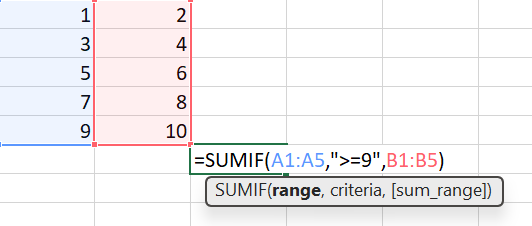 1 2
3 4
5 6
7 8
9 10
=SUMIF(A1:A5,">=9",B1:B5)
SUMIF(range, criteria, [sum_range])